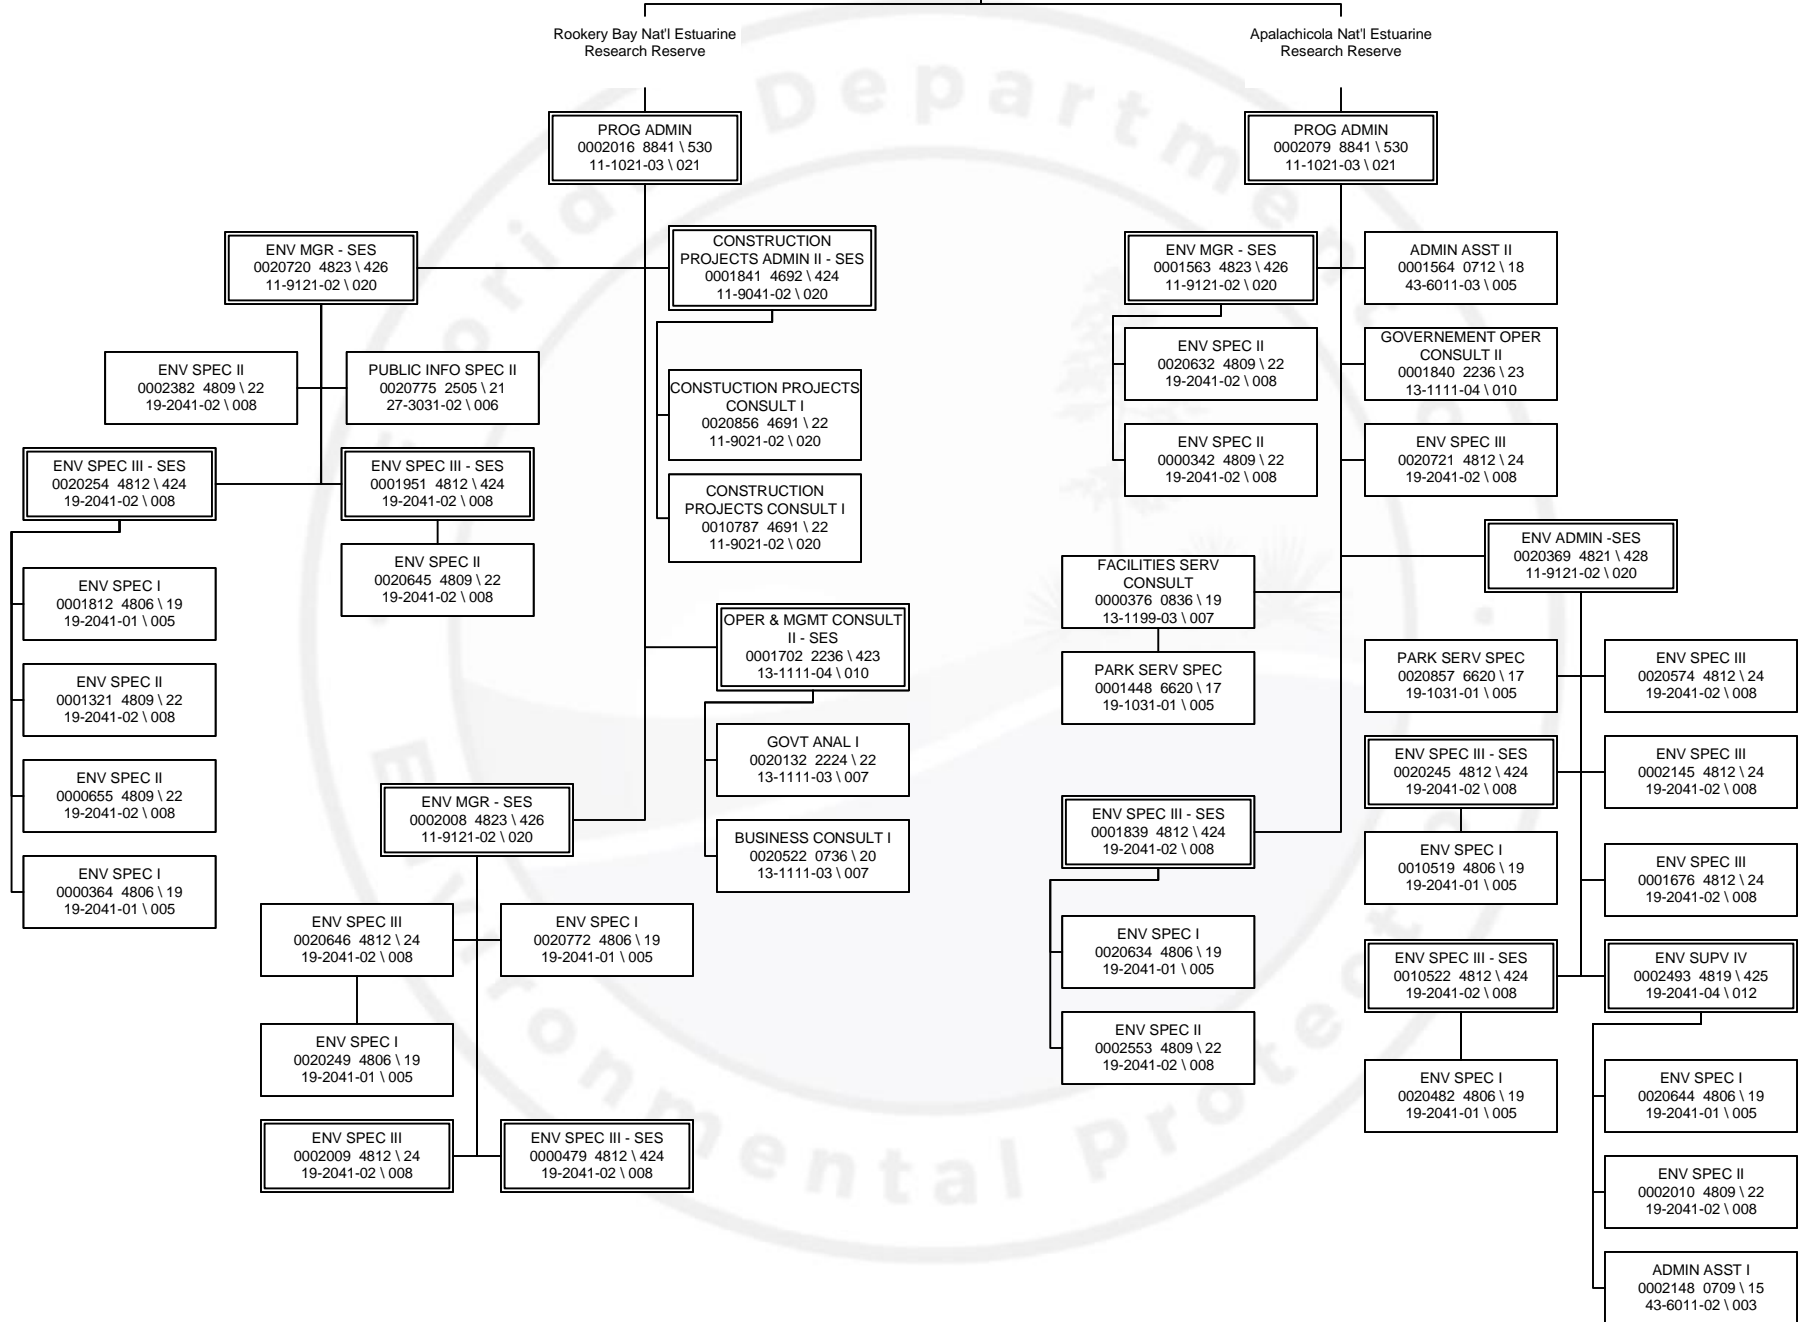 Rookery Bay Nat'l Estuarine
Research Reserve
PROG ADMIN
0002016 8841 \ 530
11-1021-03 \ 021
ENV MGR - SES
0020720 4823 \ 426
11-9121-02 \ 020
CONSTRUCTION
PROJECTS ADMIN II - SES
0001841 4692 \ 424
11-9041-02 \ 020
ENV SPEC II
0002382 4809 \ 22
19-2041-02 \ 008
PUBLIC INFO SPEC II
0020775 2505 \ 21
27-3031-02 \ 006
CONSTUCTION PROJECTS
CONSULT I
0020856 4691 \ 22
11-9021-02 \ 020
ENV SPEC III - SES
0020254 4812 \ 424
19-2041-02 \ 008
ENV SPEC III - SES
0001951 4812 \ 424
19-2041-02 \ 008
CONSTRUCTION
PROJECTS CONSULT I
0010787 4691 \ 22
11-9021-02 \ 020
ENV SPEC II
0020645 4809 \ 22
19-2041-02 \ 008
ENV SPEC I
0001812 4806 \ 19
19-2041-01 \ 005
ENV SPEC II
0001321 4809 \ 22
19-2041-02 \ 008
ENV SPEC II
0000655 4809 \ 22
19-2041-02 \ 008
ENV SPEC I
0000364 4806 \ 19
19-2041-01 \ 005
OPER & MGMT CONSULT
II - SES
0001702 2236 \ 423
13-1111-04 \ 010
GOVT ANAL I
0020132 2224 \ 22
13-1111-03 \ 007
BUSINESS CONSULT I
0020522 0736 \ 20
13-1111-03 \ 007
ENV MGR - SES
0002008 4823 \ 426
11-9121-02 \ 020
ENV SPEC III
0020646 4812 \ 24
19-2041-02 \ 008
ENV SPEC I
0020772 4806 \ 19
19-2041-01 \ 005
ENV SPEC I
0020249 4806 \ 19
19-2041-01 \ 005
ENV SPEC III
0002009 4812 \ 24
19-2041-02 \ 008
ENV SPEC III - SES
0000479 4812 \ 424
19-2041-02 \ 008
Apalachicola Nat'l Estuarine
Research Reserve
PROG ADMIN
0002079 8841 \ 530
11-1021-03 \ 021
ENV MGR - SES
0001563 4823 \ 426
11-9121-02 \ 020
ADMIN ASST II
0001564 0712 \ 18
43-6011-03 \ 005
ENV SPEC II
0020632 4809 \ 22
19-2041-02 \ 008
GOVERNEMENT OPER
CONSULT II
0001840 2236 \ 23
13-1111-04 \ 010
ENV SPEC II
0000342 4809 \ 22
19-2041-02 \ 008
ENV SPEC III
0020721 4812 \ 24
19-2041-02 \ 008
ENV ADMIN -SES
0020369 4821 \ 428
11-9121-02 \ 020
FACILITIES SERV
CONSULT
0000376 0836 \ 19
13-1199-03 \ 007
PARK SERV SPEC
0001448 6620 \ 17
19-1031-01 \ 005
PARK SERV SPEC
0020857 6620 \ 17
19-1031-01 \ 005
ENV SPEC III
0020574 4812 \ 24
19-2041-02 \ 008
ENV SPEC III - SES
0020245 4812 \ 424
19-2041-02 \ 008
ENV SPEC III
0002145 4812 \ 24
19-2041-02 \ 008
ENV SPEC I
0010519 4806 \ 19
19-2041-01 \ 005
ENV SPEC III
0001676 4812 \ 24
19-2041-02 \ 008
ENV SPEC III - SES
0001839 4812 \ 424
19-2041-02 \ 008
ENV SPEC I
0020634 4806 \ 19
19-2041-01 \ 005
ENV SPEC II
0002553 4809 \ 22
19-2041-02 \ 008
ENV SPEC III - SES
0010522 4812 \ 424
19-2041-02 \ 008
ENV SUPV IV
0002493 4819 \ 425
19-2041-04 \ 012
ENV SPEC I
0020482 4806 \ 19
19-2041-01 \ 005
ENV SPEC I
0020644 4806 \ 19
19-2041-01 \ 005
ENV SPEC II
0002010 4809 \ 22
19-2041-02 \ 008
ADMIN ASST I
0002148 0709 \ 15
43-6011-02 \ 003